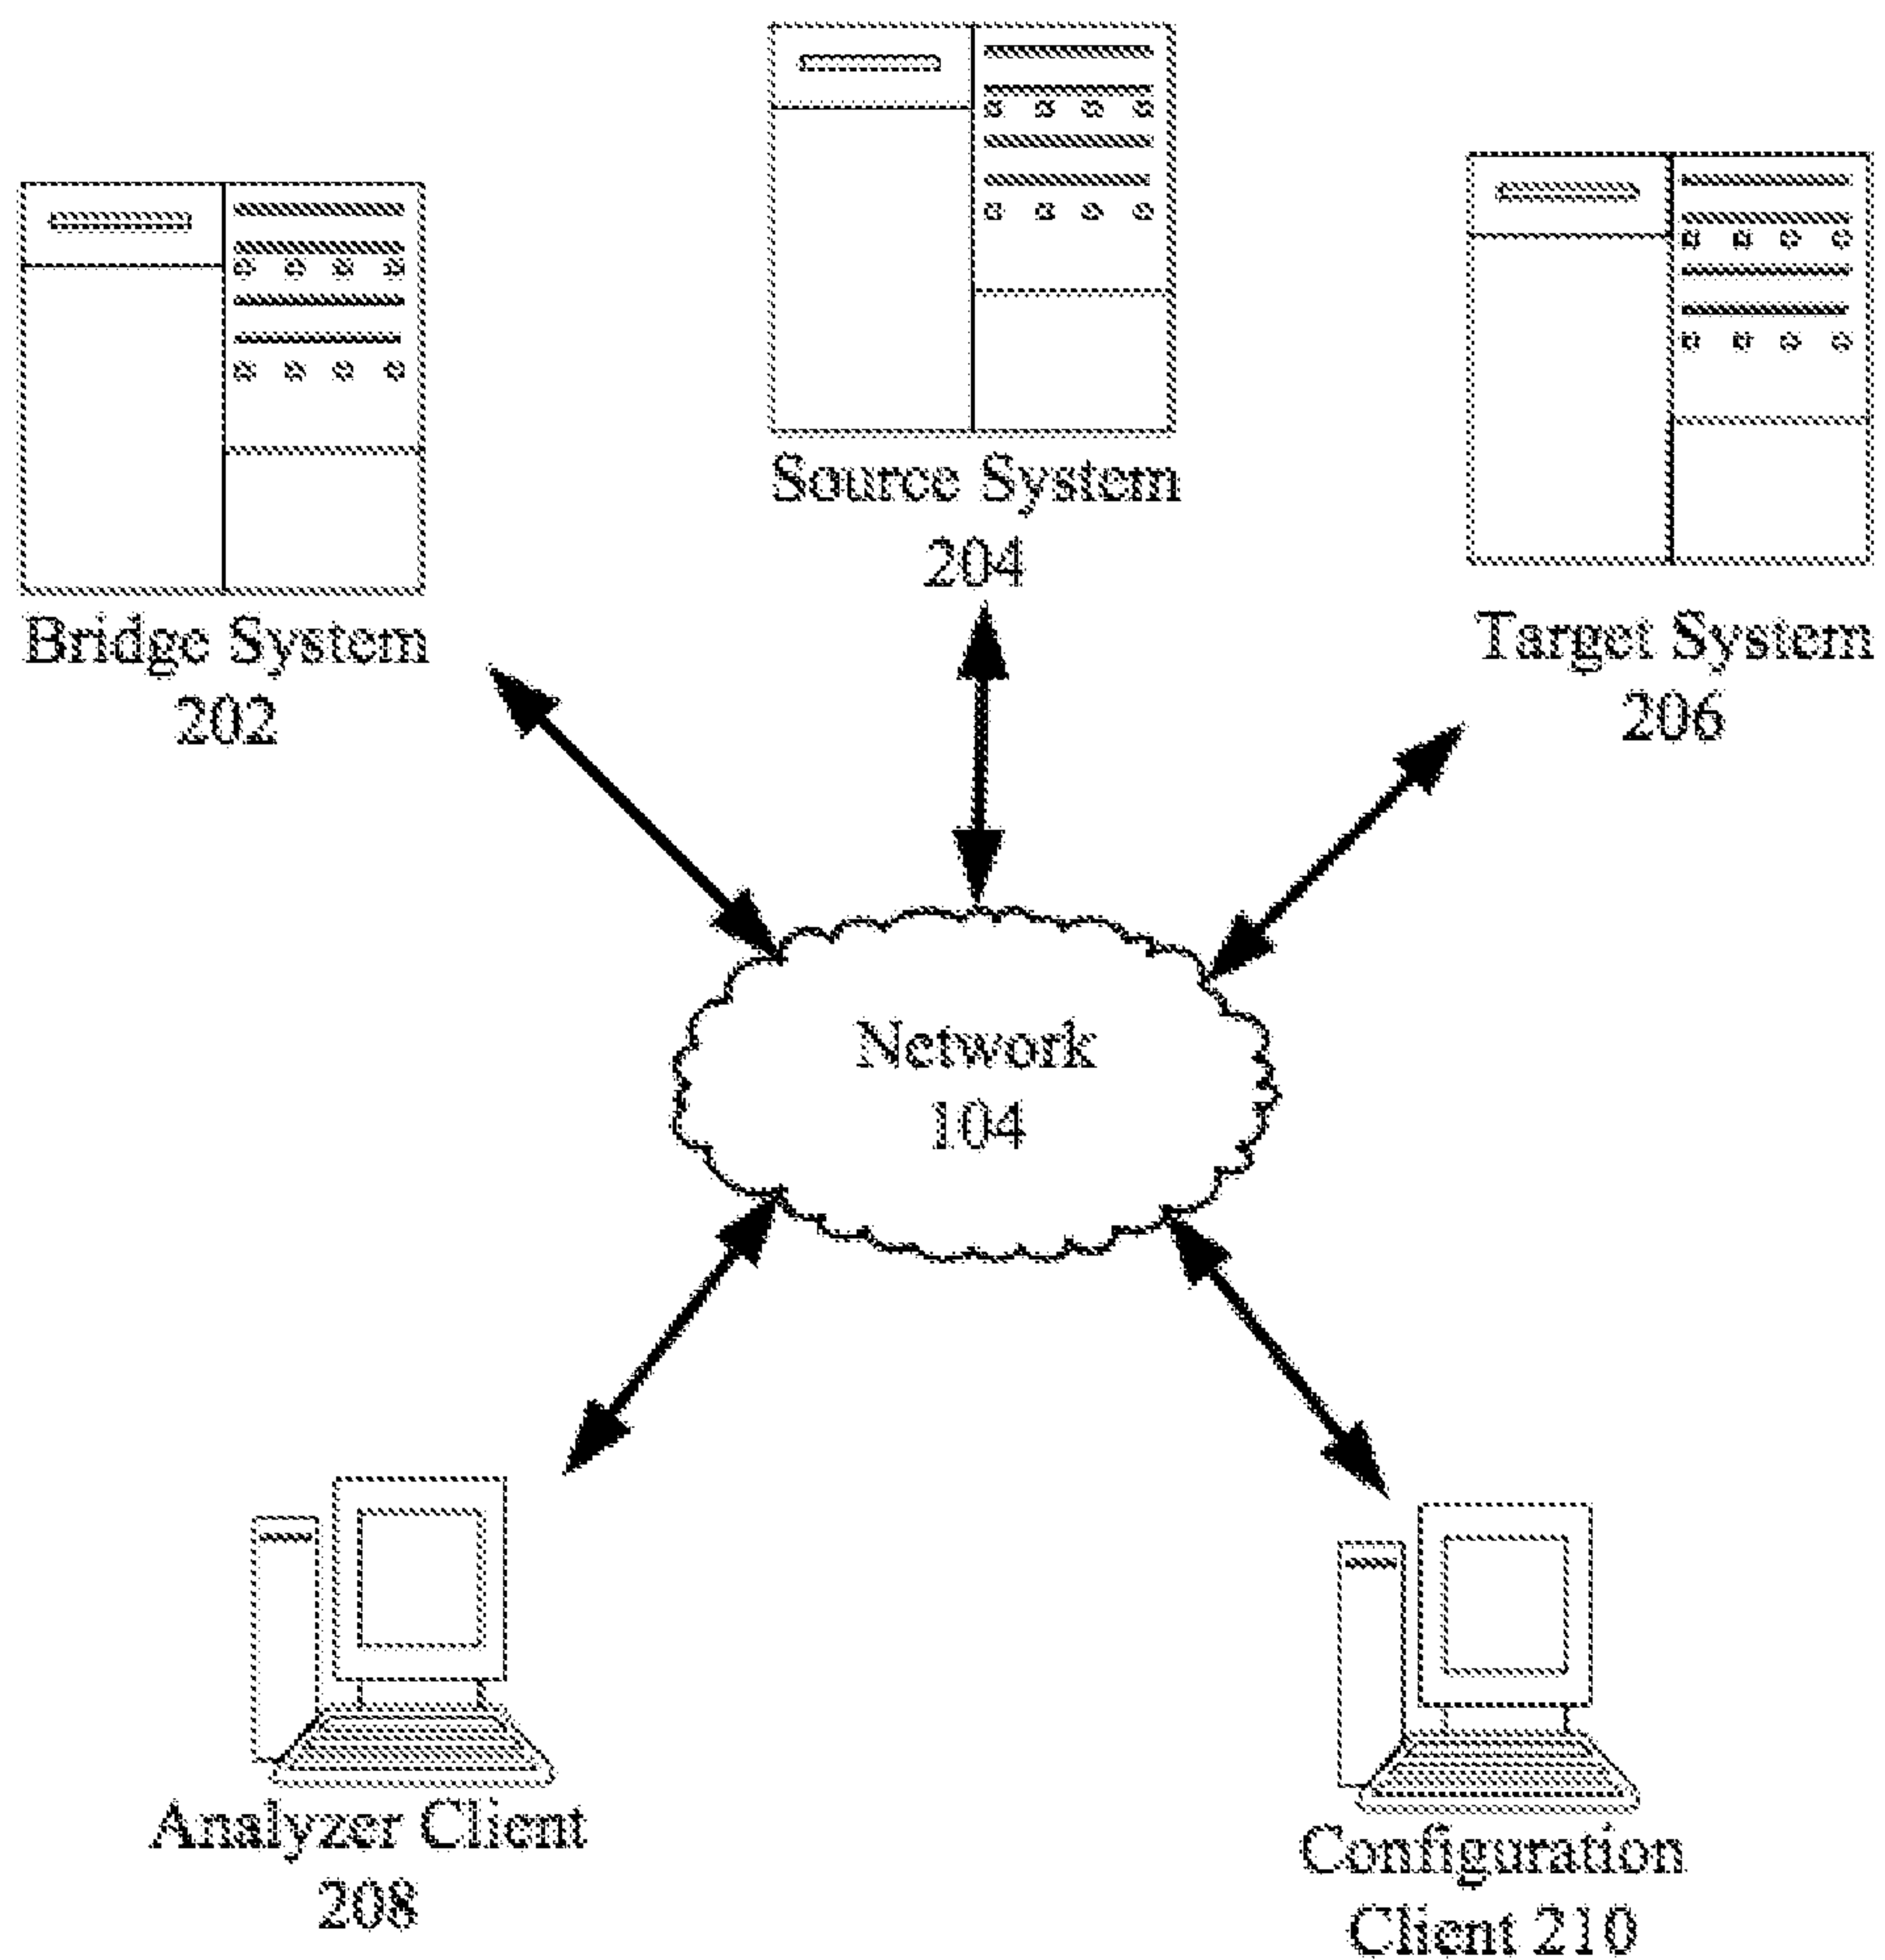 Source System
204
Bridge System
202
Target System
206
Network
104
Analyzer Client
208
Configuration
Client 210